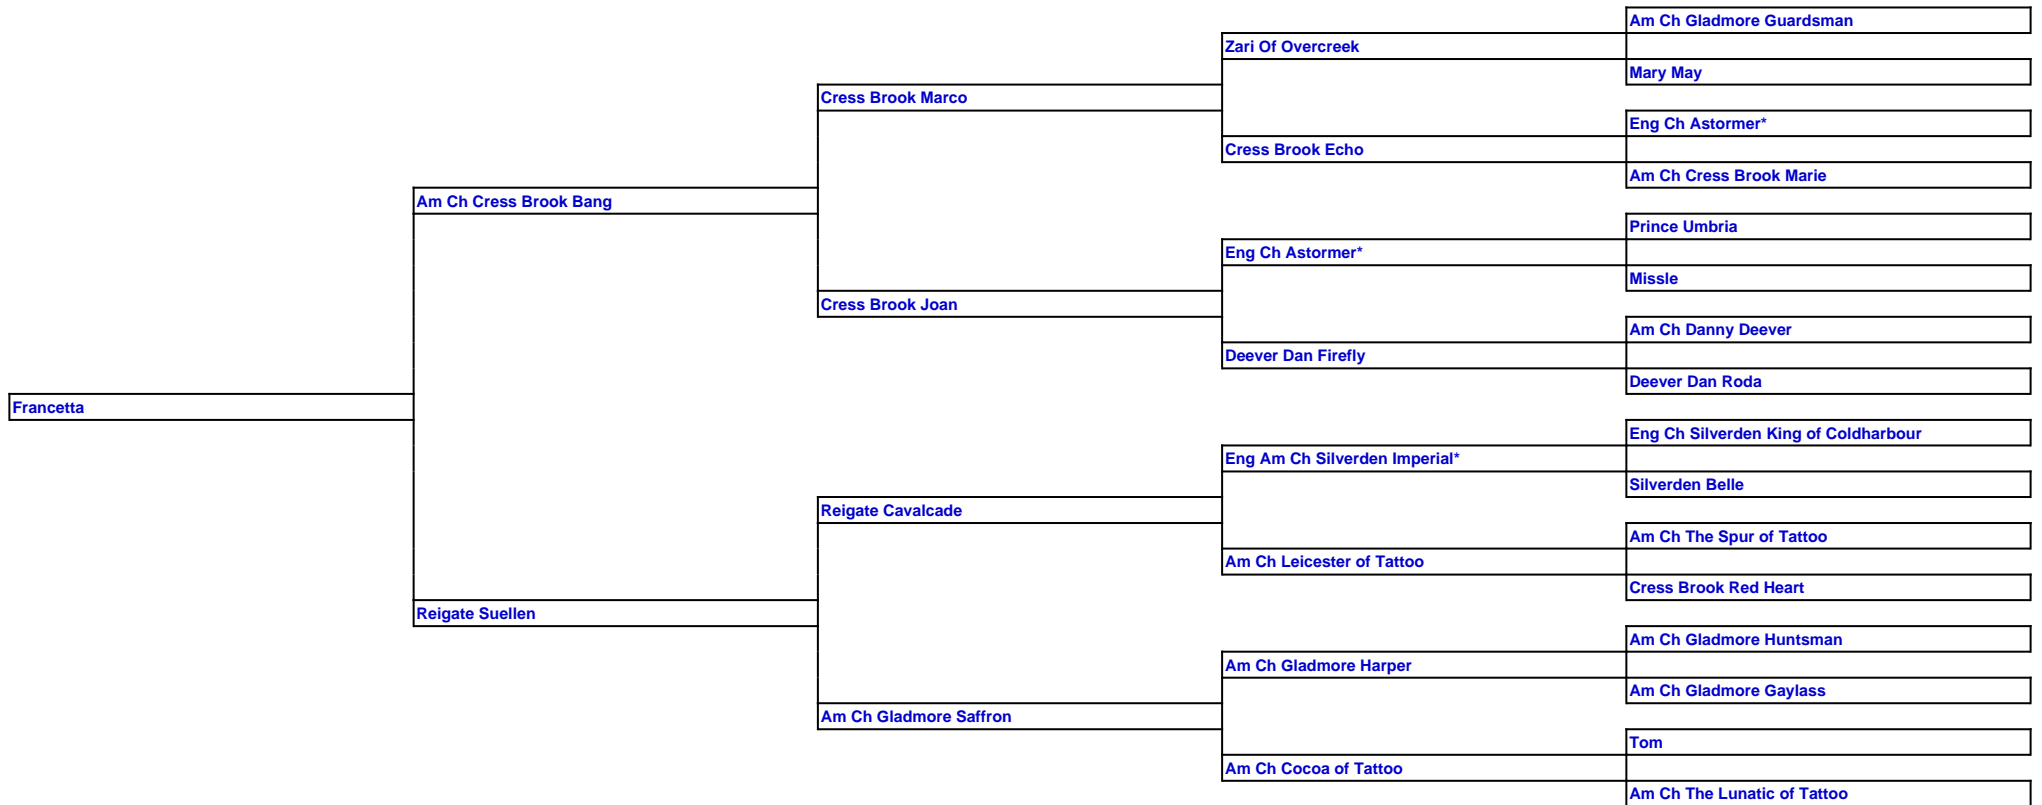 Am Ch Gladmore Guardsman
Zari Of Overcreek
Mary May
Cress Brook Marco
Eng Ch Astormer*
Cress Brook Echo
Am Ch Cress Brook Marie
Am Ch Cress Brook Bang
Prince Umbria
Eng Ch Astormer*
Missle
Cress Brook Joan
Am Ch Danny Deever
Deever Dan Firefly
Deever Dan Roda
Francetta
Eng Ch Silverden King of Coldharbour
Eng Am Ch Silverden Imperial*
Silverden Belle
Reigate Cavalcade
Am Ch The Spur of Tattoo
Am Ch Leicester of Tattoo
Cress Brook Red Heart
Reigate Suellen
Am Ch Gladmore Huntsman
Am Ch Gladmore Harper
Am Ch Gladmore Gaylass
Am Ch Gladmore Saffron
Tom
Am Ch Cocoa of Tattoo
Am Ch The Lunatic of Tattoo